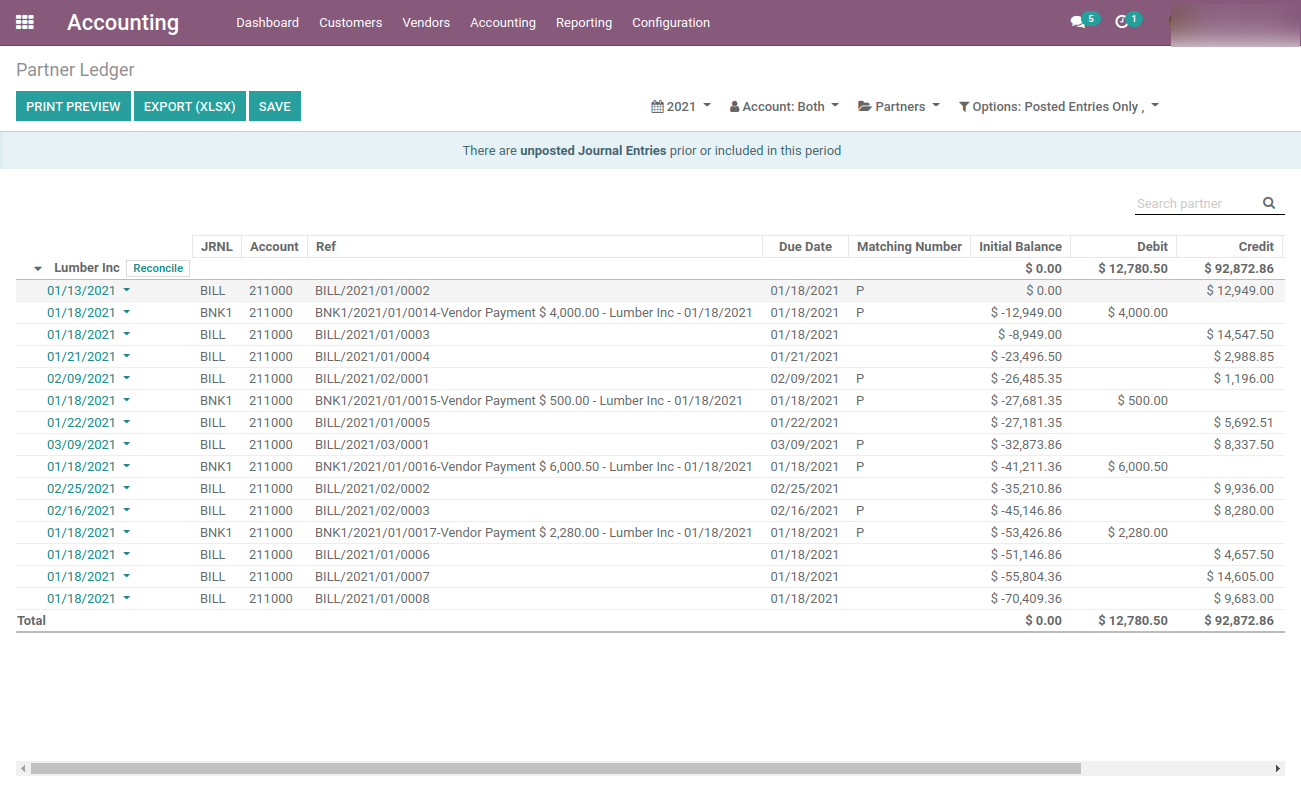 Accounting Dashboard Customers Vendors Accounting Reporting Configuration 5 1
Partner Ledger
PRINT PREVIEW EXPORT (XLSX) SAVE 2021 Account: Both Partners Options: Posted Entries Only ,
There are unposted Journal Entries prior or included in this period
Search partner
JRNL Account Ref Due Date Matching Number Initial Balance Debit Credit
Lumber Inc Reconcile $ 0.00 $ 12,780.50 $ 92,872.86
01/13/2021 BILL 211000 BILL/2021/01/0002 01/18/2021 P $ 0.00 $ 12,949.00
01/18/2021 BNK1 211000 BNK1/2021/01/0014-Vendor Payment $ 4,000.00 - Lumber Inc - 01/18/2021 01/18/2021 P $ -12,949.00 $ 4,000.00
01/18/2021 BILL 211000 BILL/2021/01/0003 01/18/2021 $ -8,949.00 $ 14,547.50
01/21/2021 BILL 211000 BILL/2021/01/0004 01/21/2021 $ -23,496.50 $ 2,988.85
02/09/2021 BILL 211000 BILL/2021/02/0001 02/09/2021 P $ -26,485.35 $ 1,196.00
01/18/2021 BNK1 211000 BNK1/2021/01/0015-Vendor Payment $ 500.00 - Lumber Inc - 01/18/2021 01/18/2021 P $ -27,681.35 $ 500.00
01/22/2021 BILL 211000 BILL/2021/01/0005 01/22/2021 $ -27,181.35 $ 5,692.51
03/09/2021 BILL 211000 BILL/2021/03/0001 03/09/2021 P $ -32,873.86 $ 8,337.50
01/18/2021 BNK1 211000 BNK1/2021/01/0016-Vendor Payment $ 6,000.50 - Lumber Inc - 01/18/2021 01/18/2021 P $ -41,211.36 $ 6,000.50
02/25/2021 BILL 211000 BILL/2021/02/0002 02/25/2021 $ -35,210.86 $ 9,936.00
02/16/2021 BILL 211000 BILL/2021/02/0003 02/16/2021 P $ -45,146.86 $ 8,280.00
01/18/2021 BNK1 211000 BNK1/2021/01/0017-Vendor Payment $ 2,280.00 - Lumber Inc - 01/18/2021 01/18/2021 P $ -53,426.86 $ 2,280.00
01/18/2021 BILL 211000 BILL/2021/01/0006 01/18/2021 $ -51,146.86 $ 4,657.50
01/18/2021 BILL 211000 BILL/2021/01/0007 01/18/2021 $ -55,804.36 $ 14,605.00
01/18/2021 BILL 211000 BILL/2021/01/0008 01/18/2021 $ -70,409.36 $ 9,683.00
Total $ 0.00 $ 12,780.50 $ 92,872.86